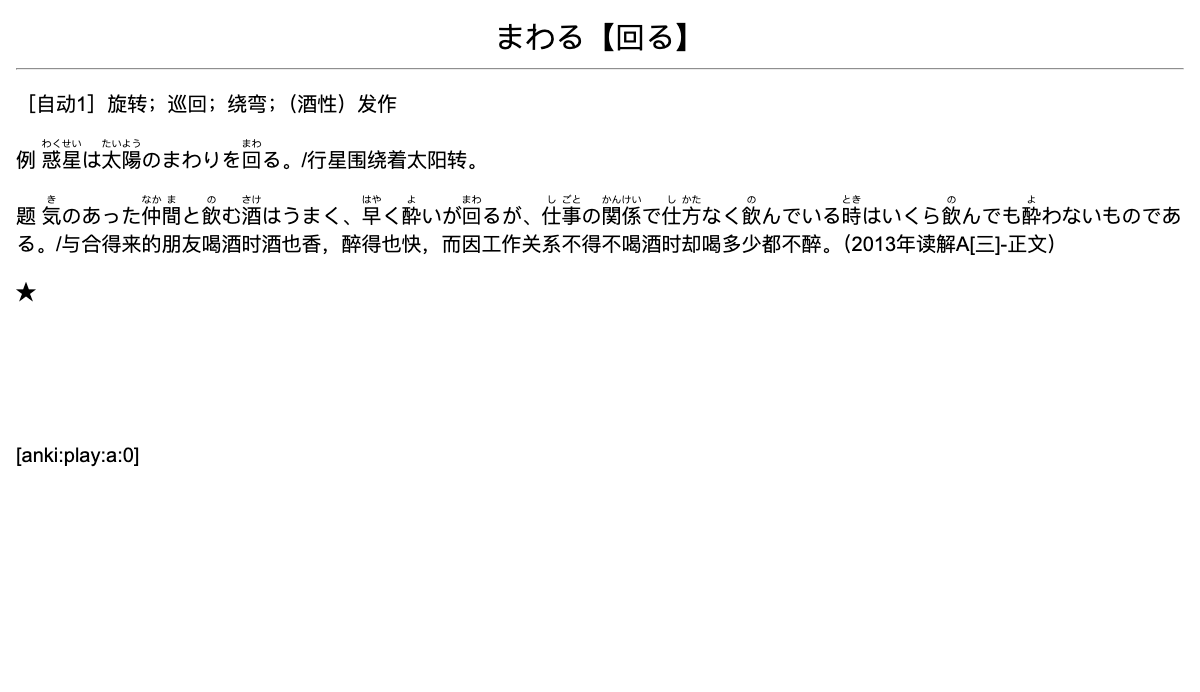 まわる【回る】
［自动1］旋转；巡回；绕弯；（酒性）发作
わくせい たいよう まわ
例 惑星は太陽のまわりを回る。/行星围绕着太阳转。
き なか ま の さけ はや よ まわ し ごと かんけい し かた の とき の よ
题 気のあった仲間と飲む酒はうまく、早く酔いが回るが、仕事の関係で仕方なく飲んでいる時はいくら飲んでも酔わないものであ
る。/与合得来的朋友喝酒时酒也香，醉得也快，而因工作关系不得不喝酒时却喝多少都不醉。（2013年读解A[三]-正文）
★
[anki:play:a:0]